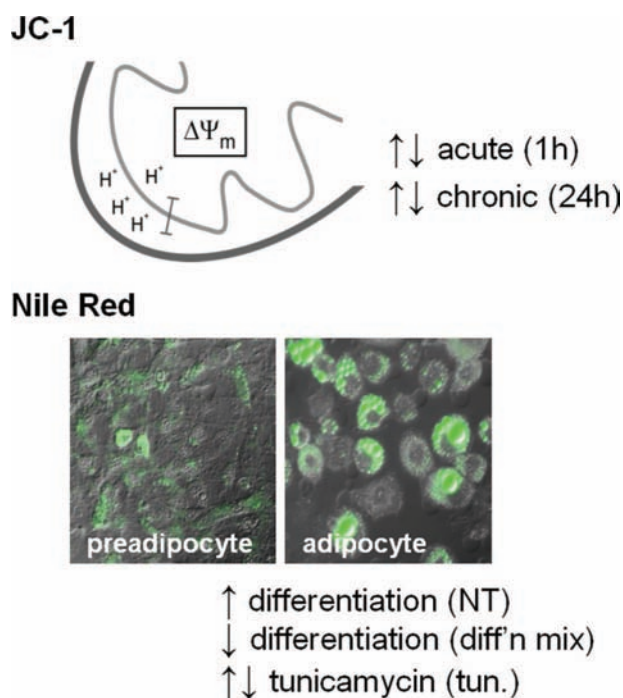 JC-1
ΔΨm
H+
H+
H+
H+
↑↓ acute (1h)
↑↓ chronic (24h)
Nile Red
preadipocyte
adipocyte
↑ differentiation (NT)
↓ differentiation (diff'n mix)
↑↓ tunicamycin (tun.)